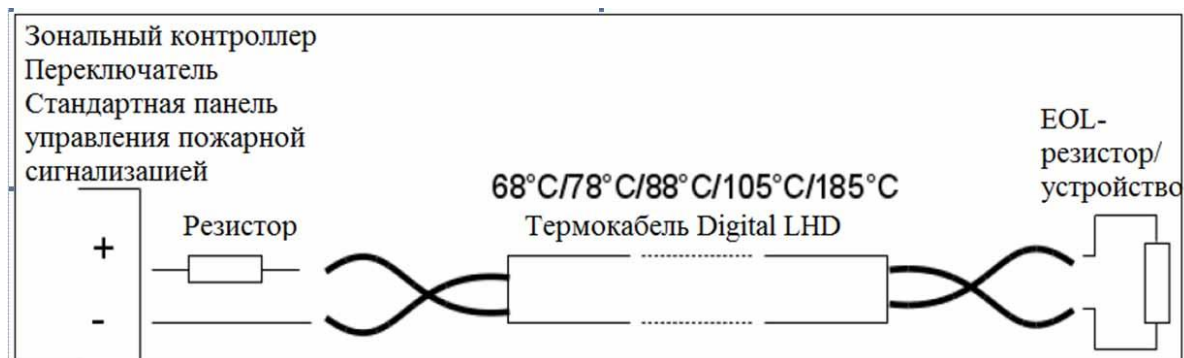 Зональный контроллер
Переключатель
Стандартная панель
управления пожарной
сигнализацией
EOL-
резистор/
устройство
68°C/78°C/88°C/105°C/185°C
Резистор
Термокабель Digital LHD
+
-